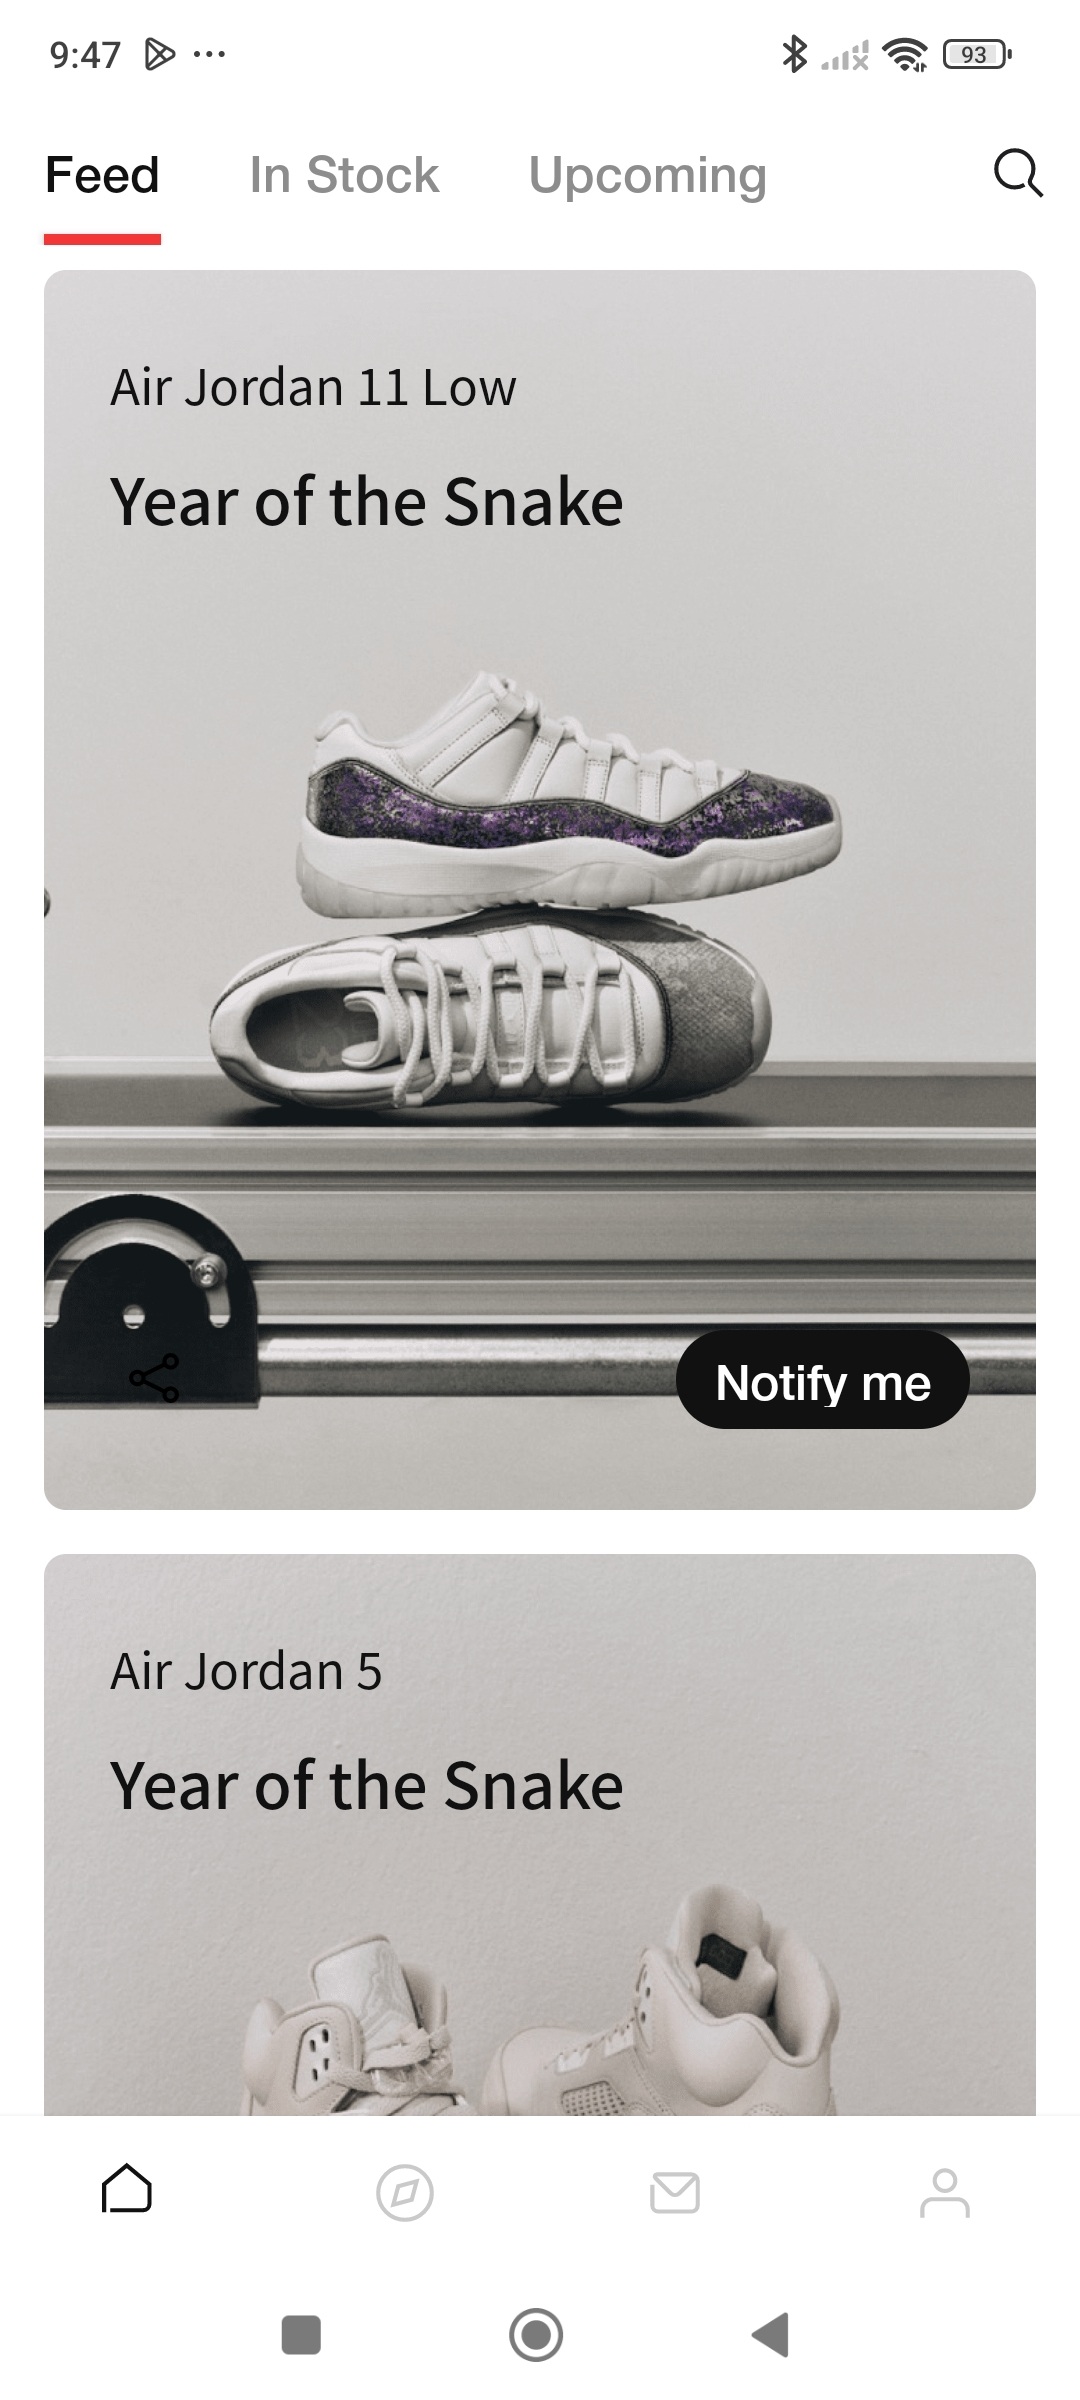 9:47
93
Feed In Stock Upcoming
Air Jordan 11 Low
Year of the Snake
Notify me
Air Jordan 5
Year of the Snake